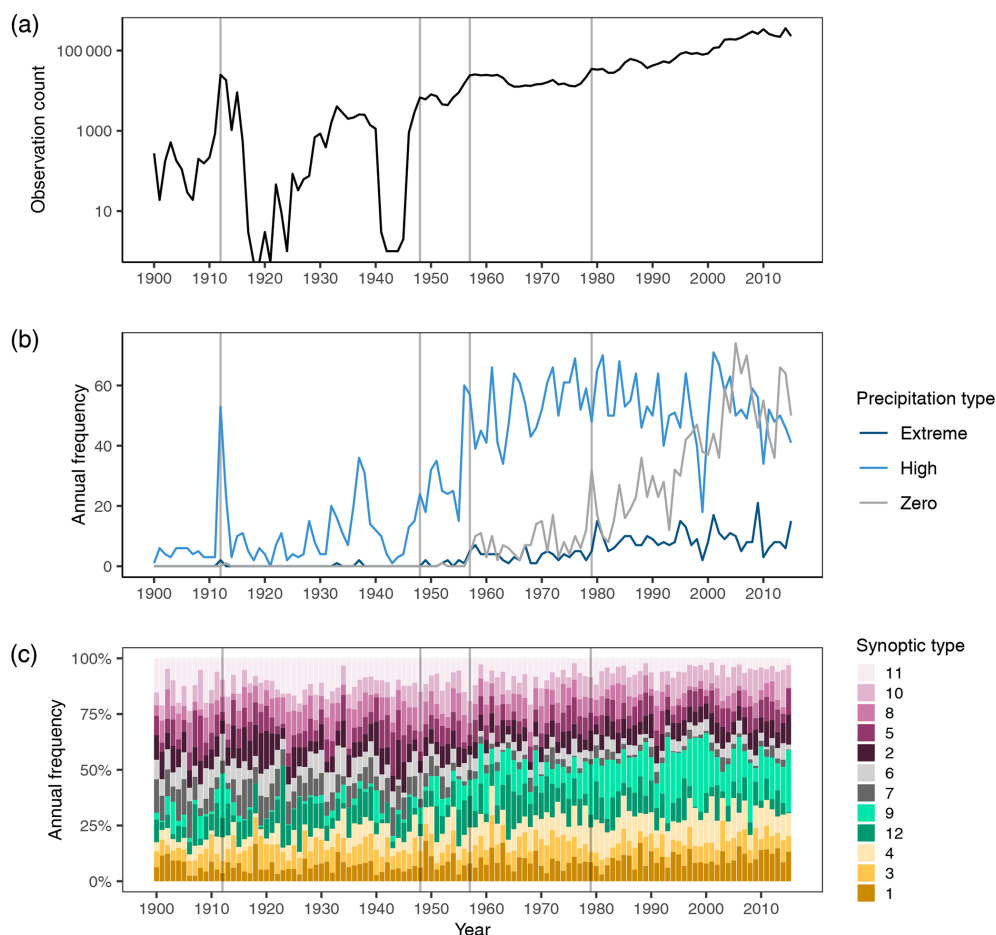 (a)
Observation count
100 000
1000
10
1900 1910 1920 1930 1940 1950 1960 1970 1980 1990 2000 2010
(b)
Annual frequency
60
40
20
0
1900 1910 1920 1930 1940 1950 1960 1970 1980 1990 2000 2010
Precipitation type
Extreme
High
Zero
(c)
Annual frequency
100%
75%
50%
25%
0%
1900 1910 1920 1930 1940 1950 1960 1970 1980 1990 2000 2010
Year
Synoptic type
11
10
8
5
2
6
7
9
12
4
3
1